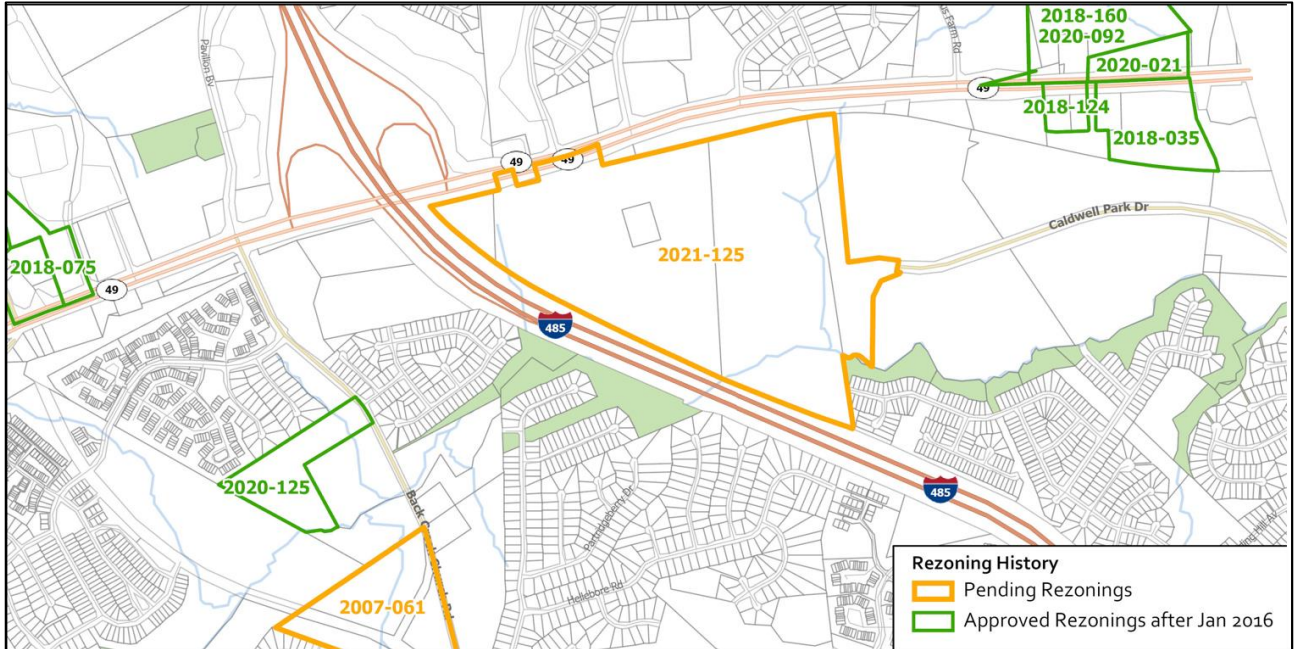 2018-160
2020-092
2020-021
2018-124
2018-035
49
49
49
49
Pavilion Bv
Farm Rd
Caldwell Park Dr
2021-125
2018-075
485
485
2020-125
2007-061
Partridgeberry Dr
Hellebore Rd
Rezoning History
Pending Rezonings
Approved Rezonings after Jan 2016